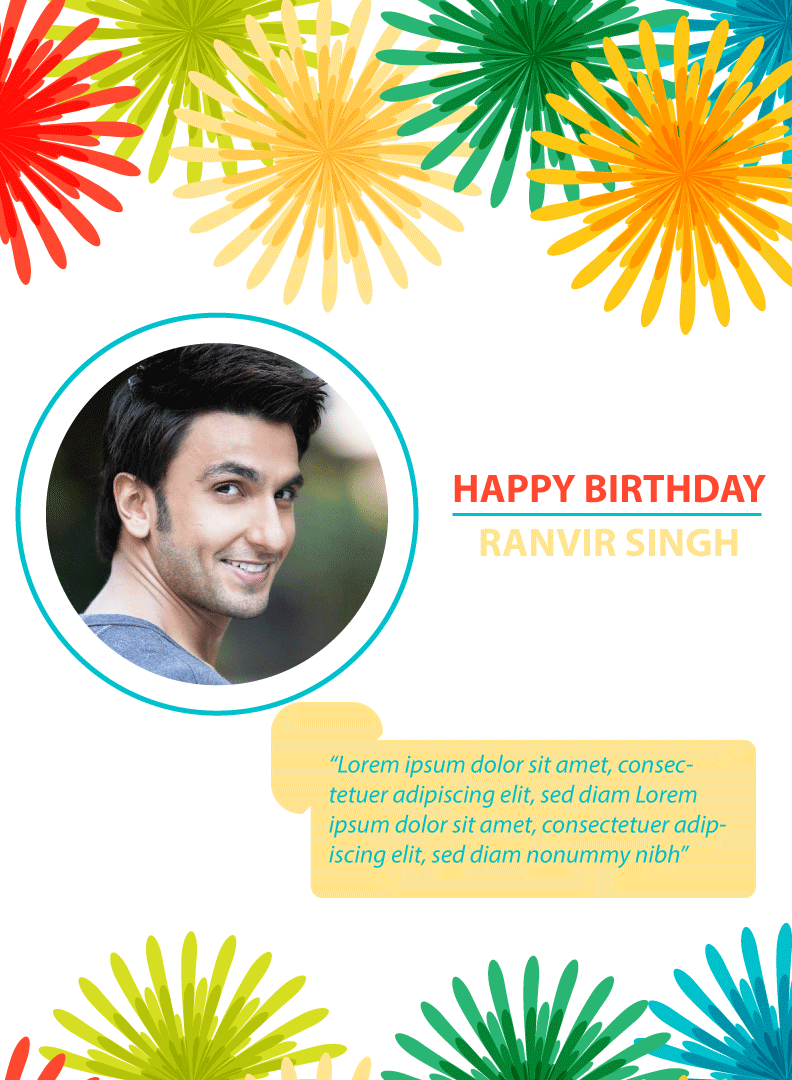 HAPPY BIRTHDAY
RANVIR SINGH
“Lorem ipsum dolor sit amet, consec-
tetuer adipiscing elit, sed diam Lorem
ipsum dolor sit amet, consectetuer adip-
iscing elit, sed diam nonummy nibh”